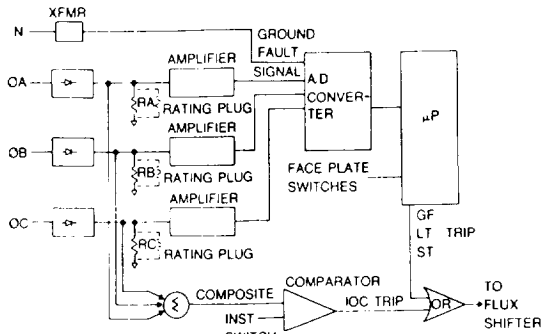 XFMR
N
GROUND
FAULT
SIGNAL
AMPLIFIER
ØA
RA
RATING PLUG
A/D
CONVER-
TER
µP
AMPLIFIER
ØB
RB
RATING PLUG
FACE PLATE
SWITCHES
AMPLIFIER
ØC
RC
RATING PLUG
GF
LT TRIP
ST
Σ
COMPOSITE
COMPARATOR
INST
IOC TRIP
OR
TO
FLUX
SHIFTER